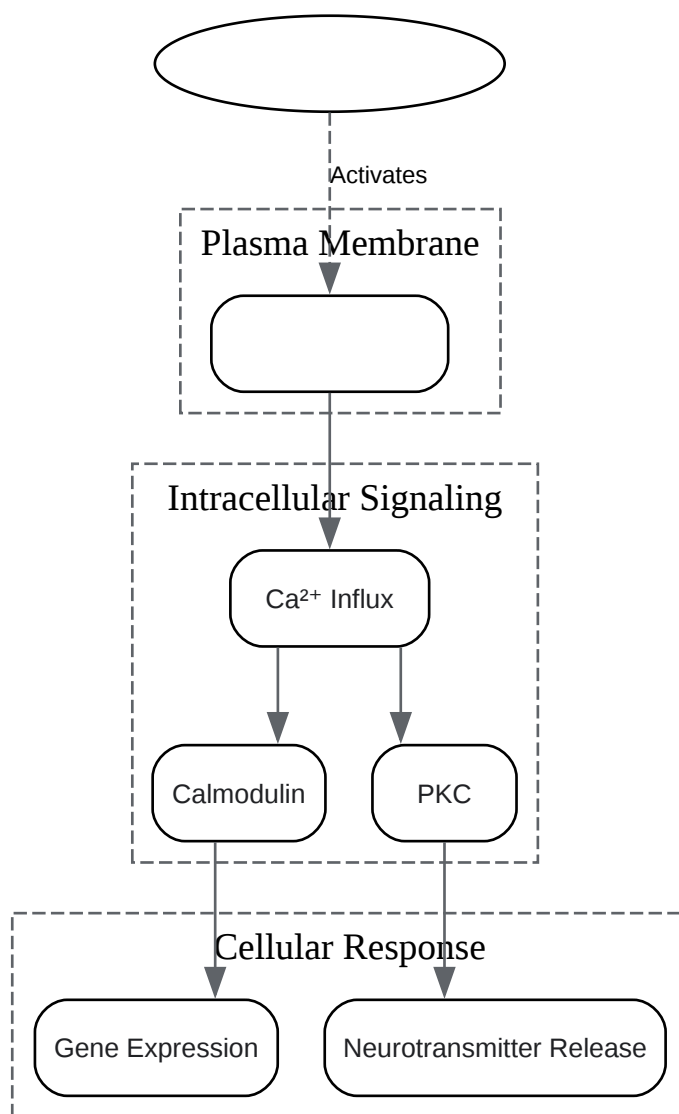 Activates
Plasma Membrane
Intracellular Signaling
Ca²⁺ Influx
Calmodulin
PKC
Cellular Response
Gene Expression
Neurotransmitter Release